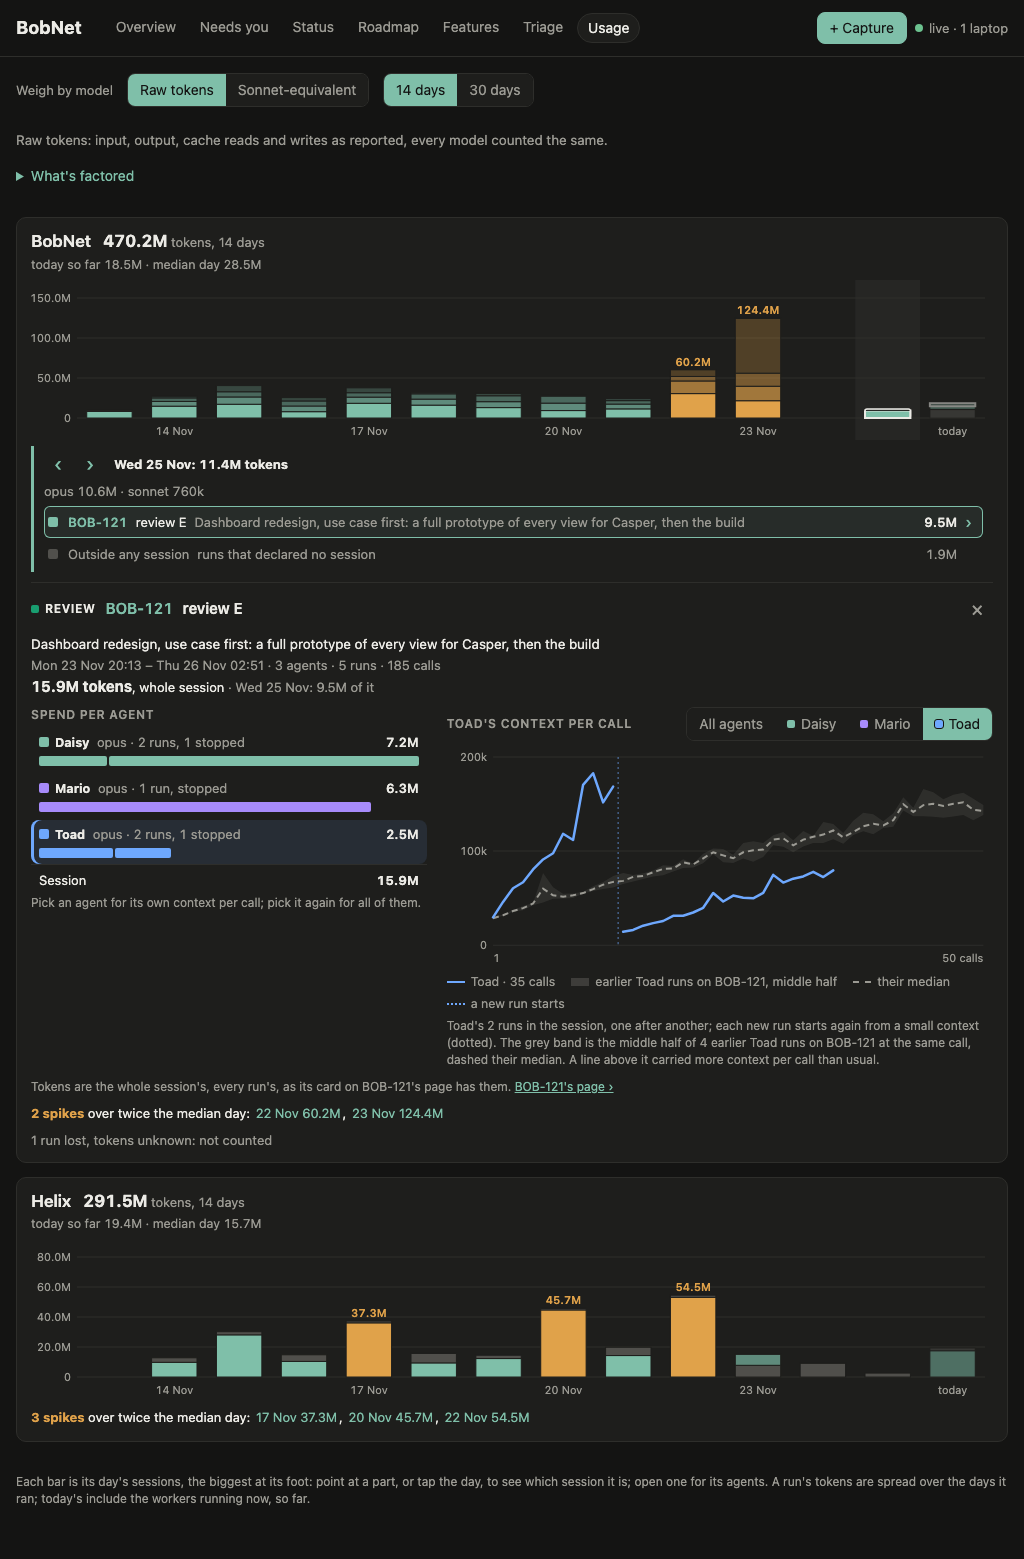 BobNet Overview Needs you Status Roadmap Features Triage Usage + Capture live · 1 laptop
Weigh by model Raw tokens Sonnet-equivalent 14 days 30 days
Raw tokens: input, output, cache reads and writes as reported, every model counted the same.
▶ What's factored
BobNet 470.2M tokens, 14 days
today so far 18.5M · median day 28.5M
150.0M
100.0M
50.0M
0
60.2M
124.4M
14 Nov 17 Nov 20 Nov 23 Nov today
‹ › Wed 25 Nov: 11.4M tokens
opus 10.6M · sonnet 760k
BOB-121 review E Dashboard redesign, use case first: a full prototype of every view for Casper, then the build 9.5M ›
Outside any session runs that declared no session 1.9M
REVIEW BOB-121 review E ×
Dashboard redesign, use case first: a full prototype of every view for Casper, then the build
Mon 23 Nov 20:13 – Thu 26 Nov 02:51 · 3 agents · 5 runs · 185 calls
15.9M tokens, whole session · Wed 25 Nov: 9.5M of it
SPEND PER AGENT
Daisy opus · 2 runs, 1 stopped 7.2M
Mario opus · 1 run, stopped 6.3M
Toad opus · 2 runs, 1 stopped 2.5M
Session 15.9M
Pick an agent for its own context per call; pick it again for all of them.
TOAD'S CONTEXT PER CALL All agents Daisy Mario Toad
200k
100k
0
1 50 calls
Toad · 35 calls earlier Toad runs on BOB-121, middle half their median
a new run starts
Toad's 2 runs in the session, one after another; each new run starts again from a small context
(dotted). The grey band is the middle half of 4 earlier Toad runs on BOB-121 at the same call,
dashed their median. A line above it carried more context per call than usual.
Tokens are the whole session's, every run's, as its card on BOB-121's page has them. BOB-121's page ›
2 spikes over twice the median day: 22 Nov 60.2M, 23 Nov 124.4M
1 run lost, tokens unknown: not counted
Helix 291.5M tokens, 14 days
today so far 19.4M · median day 15.7M
80.0M
60.0M
40.0M
20.0M
0
37.3M
45.7M
54.5M
14 Nov 17 Nov 20 Nov 23 Nov today
3 spikes over twice the median day: 17 Nov 37.3M, 20 Nov 45.7M, 22 Nov 54.5M
Each bar is its day's sessions, the biggest at its foot: point at a part, or tap the day, to see which session it is; open one for its agents. A run's tokens are spread over the days it
ran; today's include the workers running now, so far.